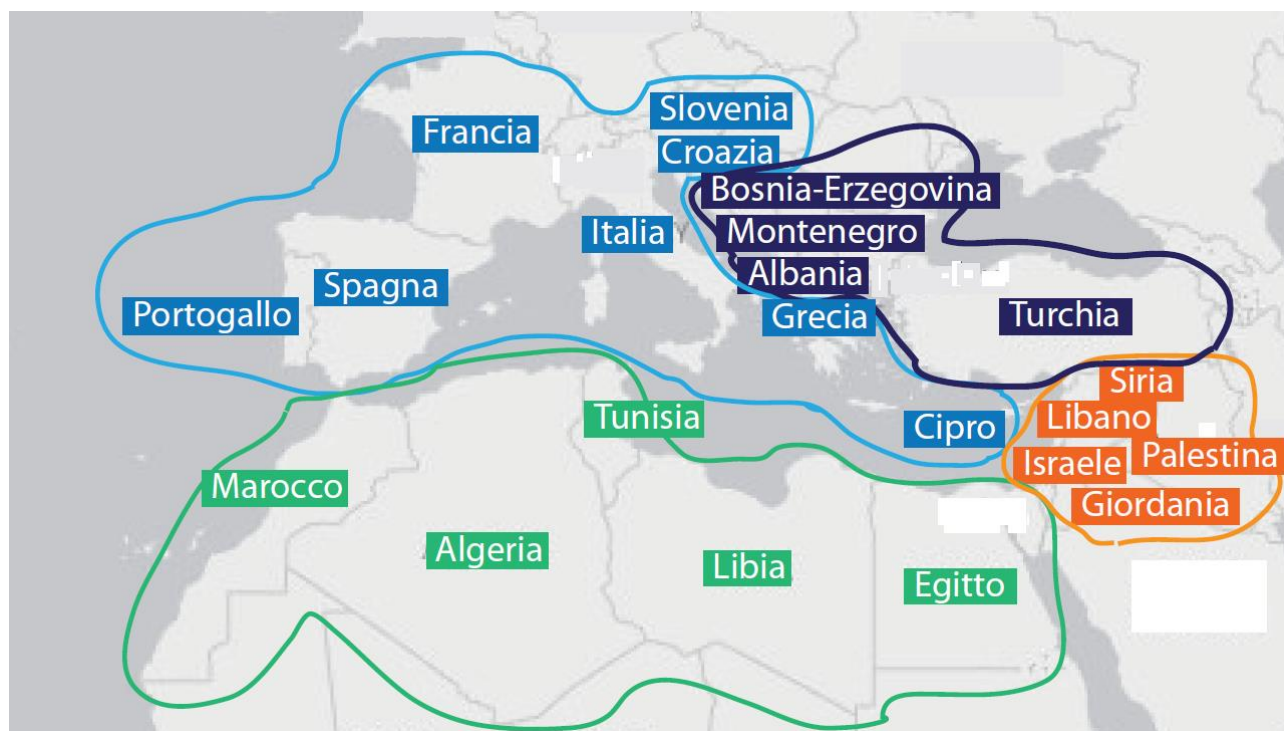 Slovenia
Francia
Croazia
Bosnia-Erzegovina
Italia
Montenegro
Albania
Spagna
Portogallo
Grecia
Turchia
Siria
Tunisia
Libano
Cipro
Israele
Palestina
Marocco
Giordania
Algeria
Libia
Egitto